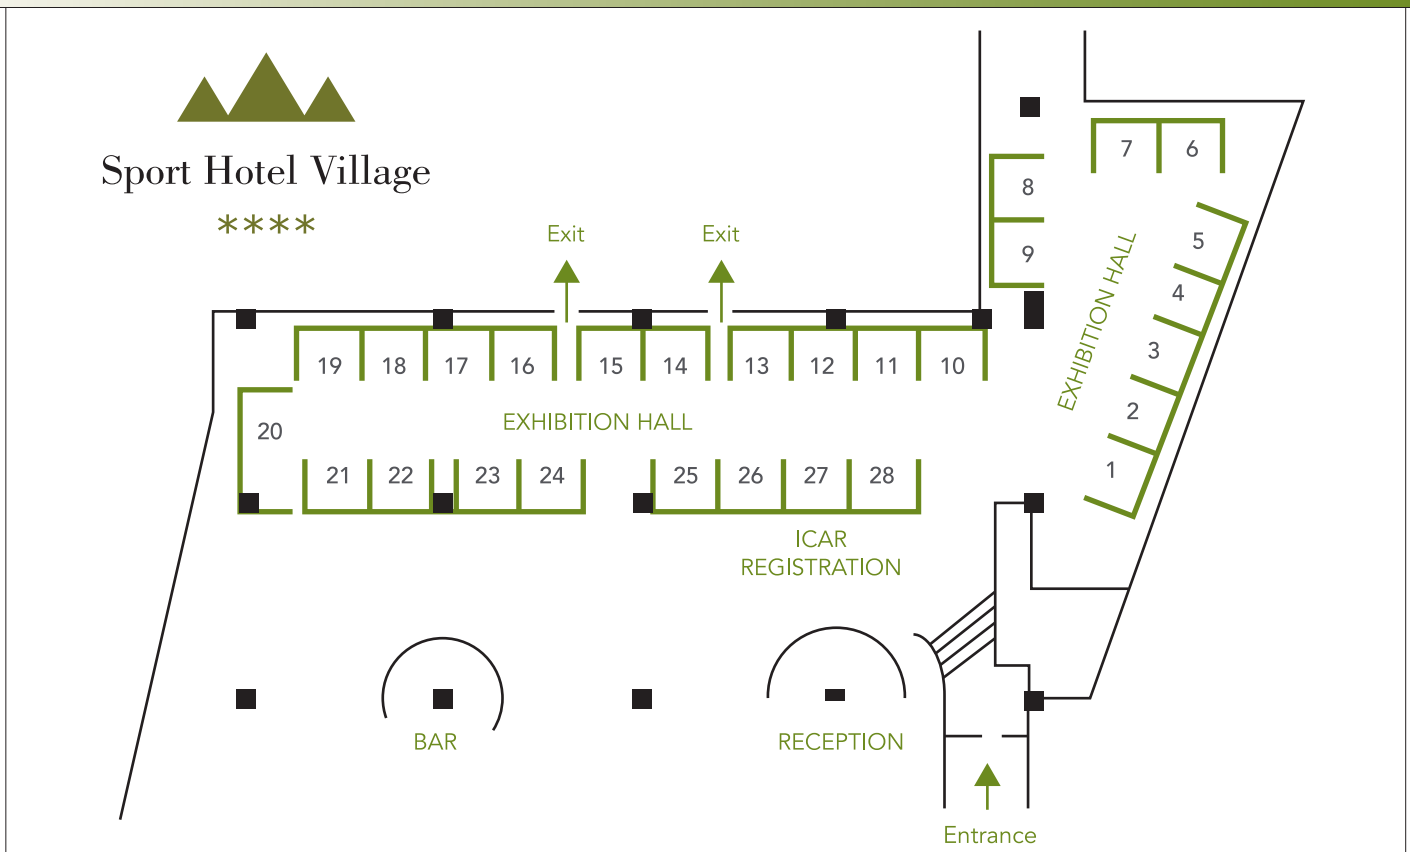 Sport Hotel Village
****
Exit
Exit
7
6
8
9
5
4
3
2
1
EXHIBITION HALL
19
18
17
16
15
14
13
12
11
10
20
EXHIBITION HALL
21
22
23
24
25
26
27
28
ICAR
REGISTRATION
BAR
RECEPTION
Entrance